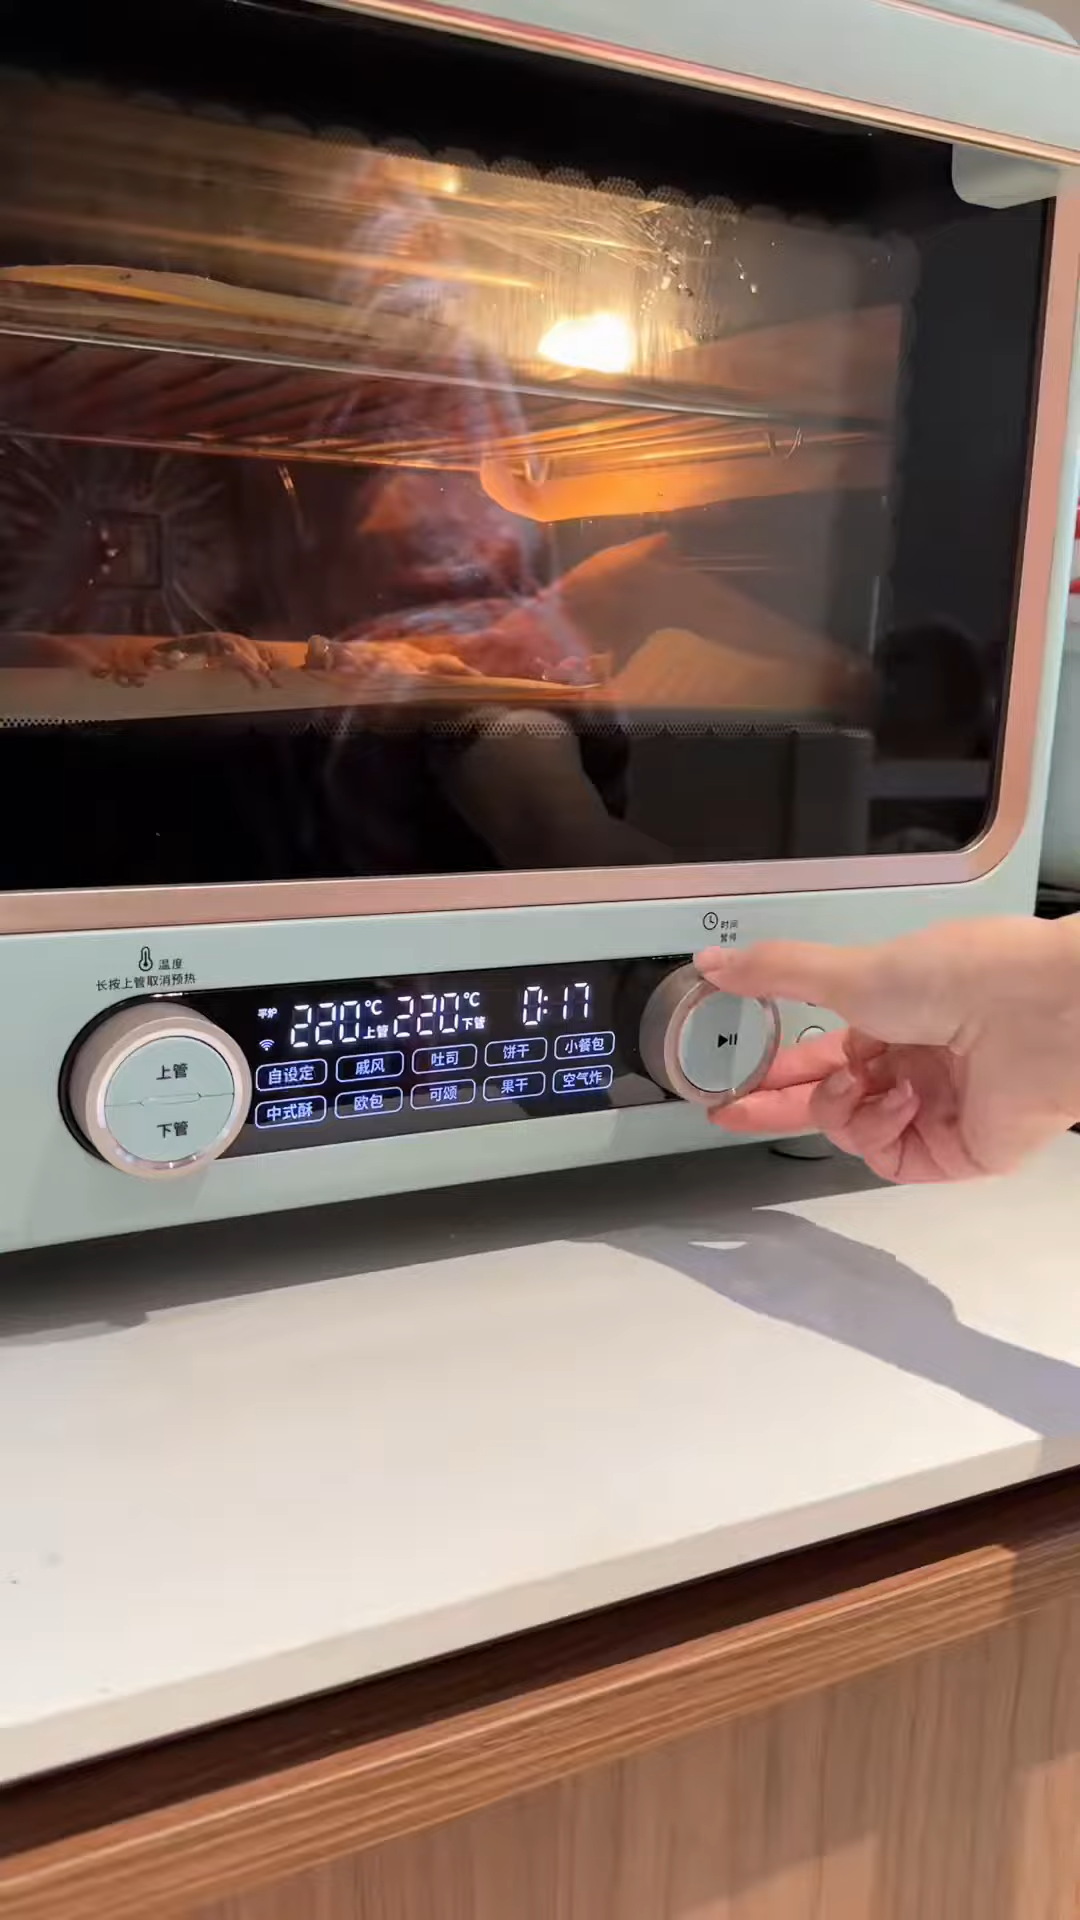 时间
暂停
温度
长按上管取消预热
平炉 220℃上管 220℃下管 0:17
自设定 戚风 吐司 饼干 小餐包
中式酥 欧包 可颂 果干 空气炸
上管
下管